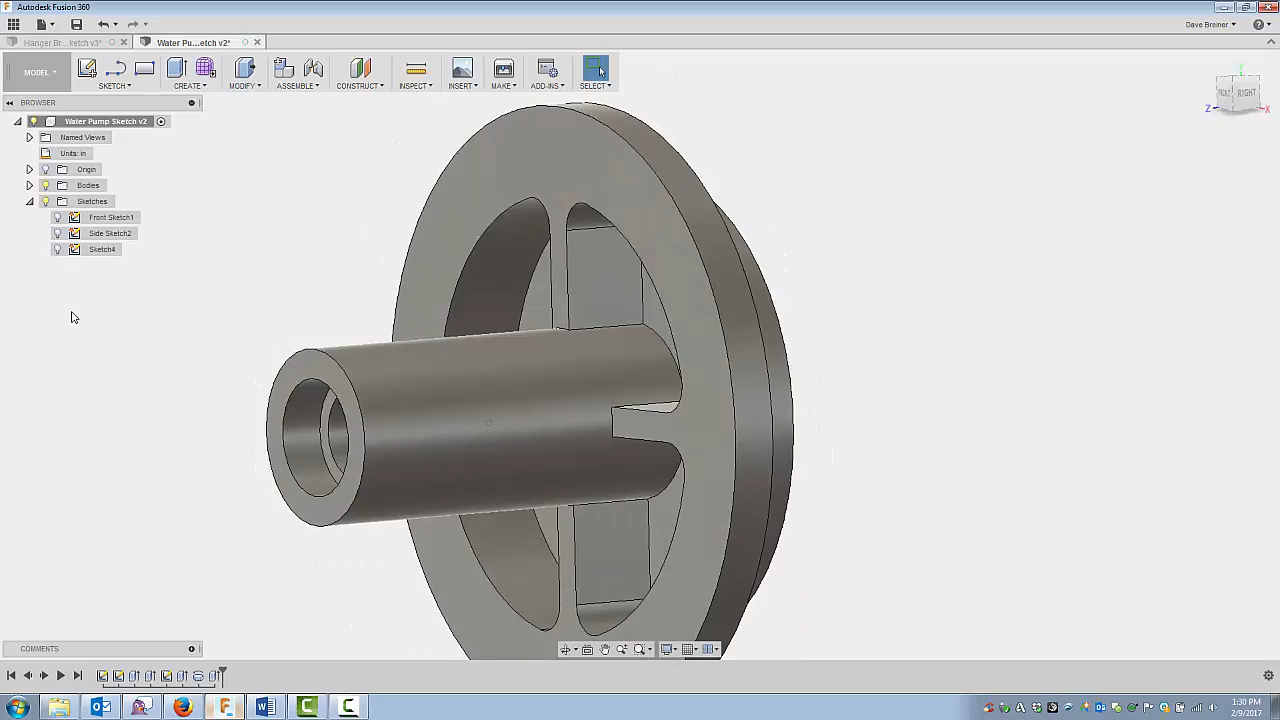 Autodesk Fusion 360
Dave Breiner
Hanger Br...ketch v3*
Water Pu...etch v2*
MODEL
SKETCH
CREATE
MODIFY
ASSEMBLE
CONSTRUCT
INSPECT
INSERT
MAKE
ADD-INS
SELECT
BROWSER
FRONT
RIGHT
Z
X
Water Pump Sketch v2
Named Views
Units: in
Origin
Bodies
Sketches
Front Sketch1
Side Sketch2
Sketch4
COMMENTS
1:30 PM
2/9/2017